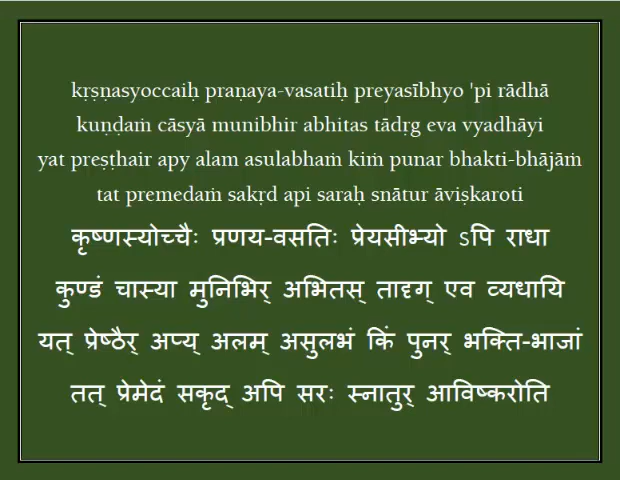 kṛṣṇasyoccaiḥ praṇaya-vasatiḥ preyasībhyo 'pi rādhā
kuṇḍaṁ cāsyā munibhir abhitas tādṛg eva vyadhāyi
yat preṣṭhair apy alam asulabhaṁ kiṁ punar bhakti-bhājāṁ
tat premedaṁ sakṛd api saraḥ snātur āviṣkaroti
कृष्णस्योच्चैः प्रणय-वसतिः प्रेयसीभ्यो ऽपि राधा
कुण्डं चास्या मुनिभिर् अभितस् तादृग् एव व्यधायि
यत् प्रेष्ठैर् अप्य् अलम् असुलभं किं पुनर् भक्ति-भाजां
तत् प्रेमेदं सकृद् अपि सरः स्नातुर् आविष्करोति